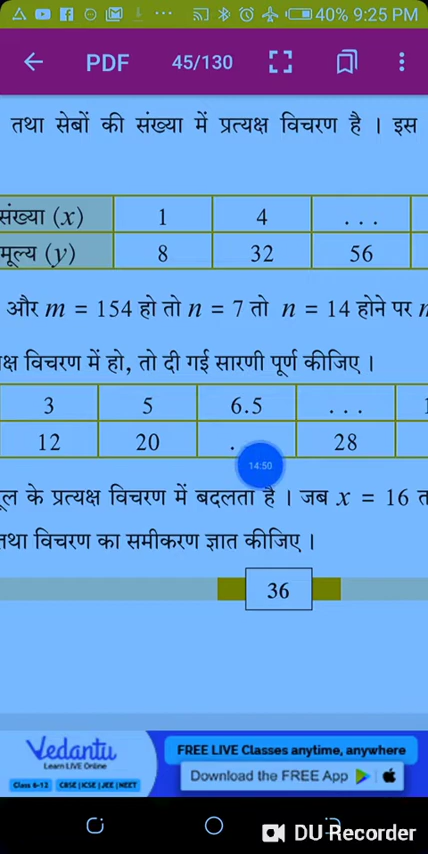 40% 9:25 PM
PDF 45/130
तथा सेबों की संख्या में प्रत्यक्ष विचरण है । इस
संख्या (x) 1 4 . . .
मूल्य (y) 8 32 56
और m = 154 हो तो n = 7 तो n = 14 होने पर
क्ष विचरण में हो, तो दी गई सारणी पूर्ण कीजिए ।
3 5 6.5 . . .
12 20 . 28
14:50
ूल के प्रत्यक्ष विचरण में बदलता है । जब x = 16
तथा विचरण का समीकरण ज्ञात कीजिए ।
36
Vedantu
Learn LIVE Online
Class 6-12 CBSE | ICSE | JEE | NEET
FREE LIVE Classes anytime, anywhere
Download the FREE App
DU Recorder